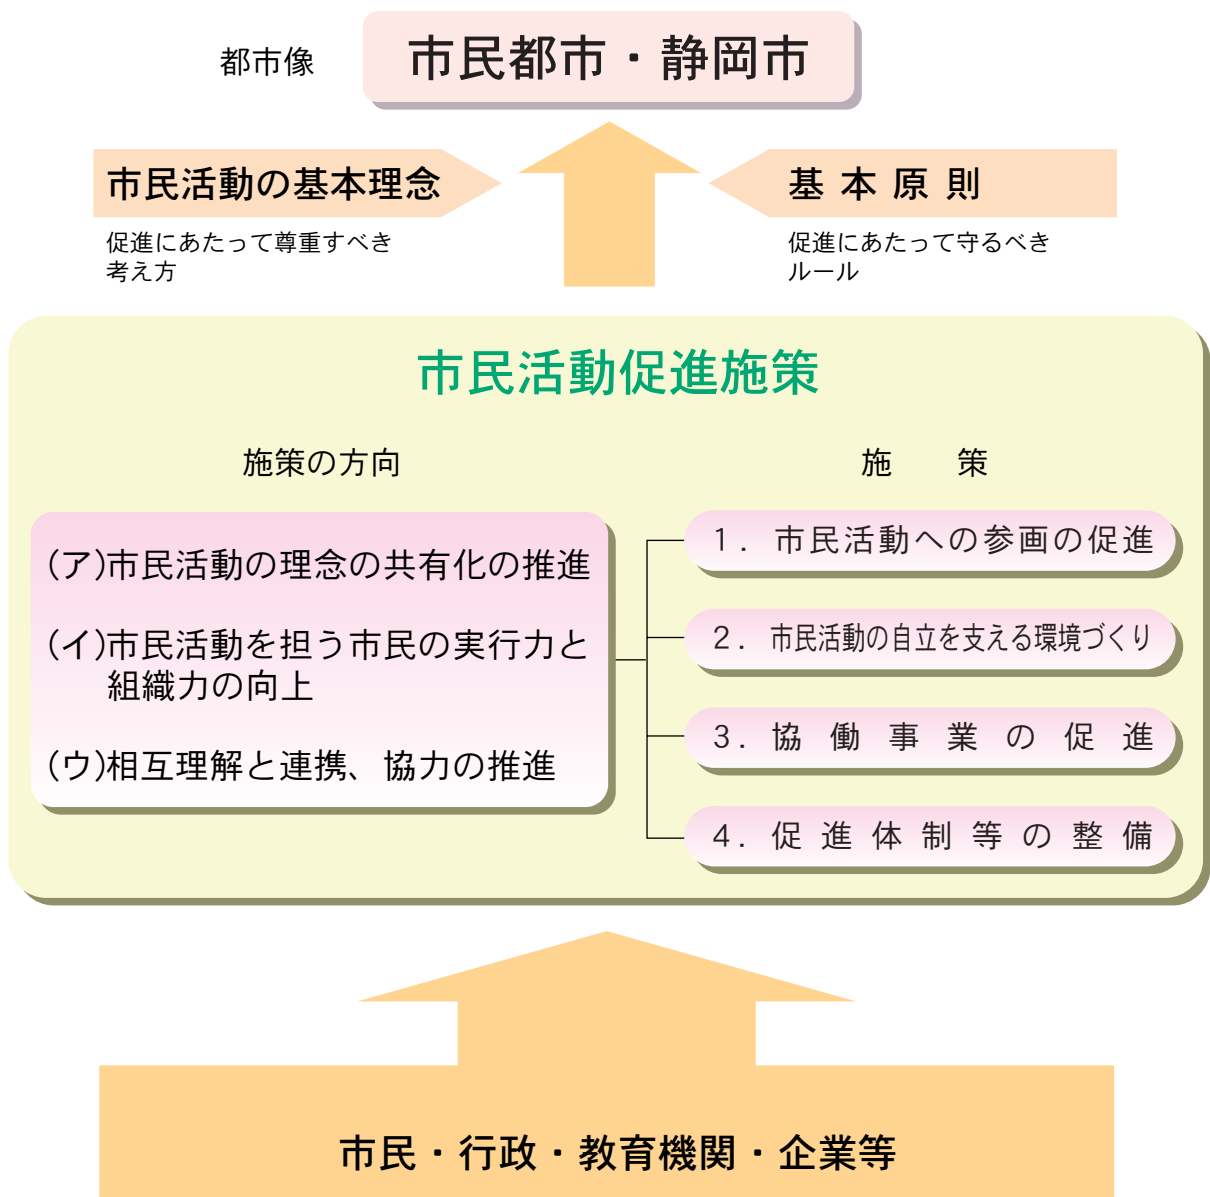 都市像
市民都市・静岡市
市民活動の基本理念
促進にあたって尊重すべき
考え方
基本原則
促進にあたって守るべき
ルール
市民活動促進施策
施策の方向
(ア)市民活動の理念の共有化の推進
(イ)市民活動を担う市民の実行力と
組織力の向上
(ウ)相互理解と連携、協力の推進
施策
1．市民活動への参画の促進
2．市民活動の自立を支える環境づくり
3．協働事業の促進
4．促進体制等の整備
市民・行政・教育機関・企業等